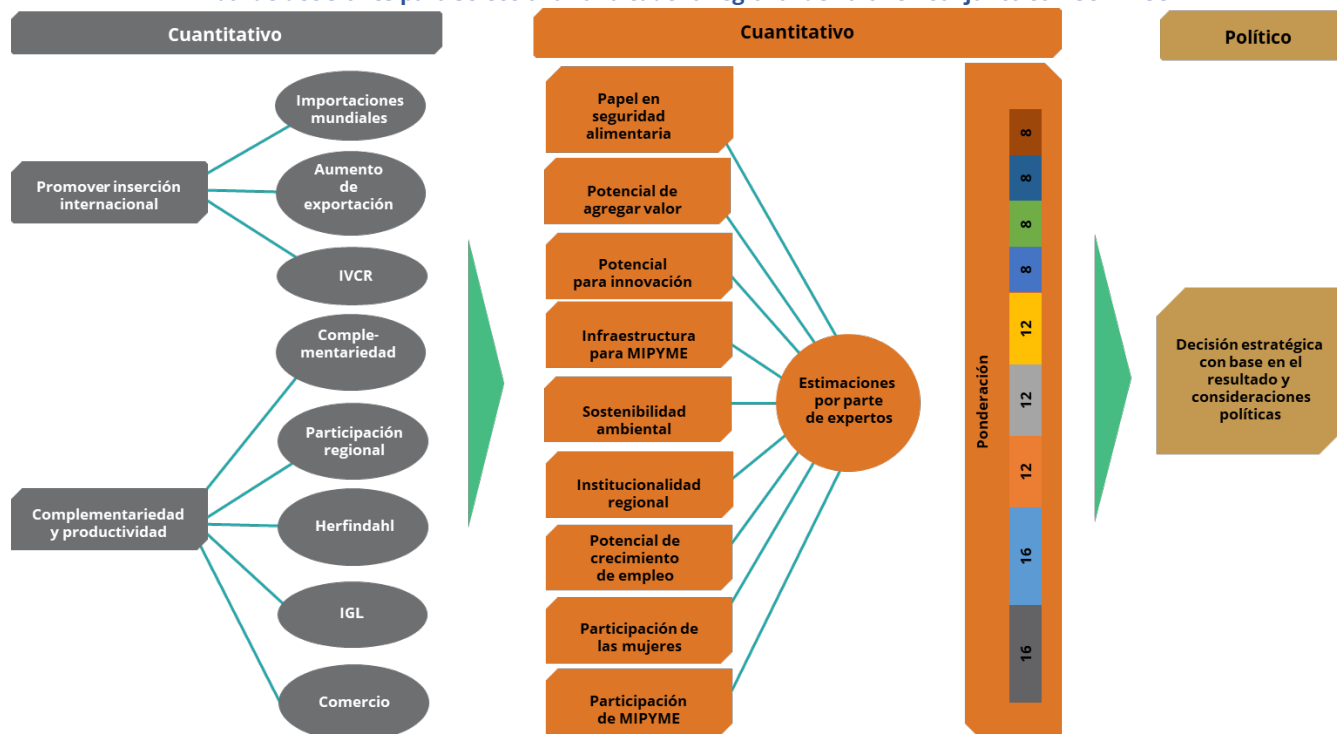 Cuantitativo
Importaciones
mundiales
Promover inserción
internacional
Aumento
de
exportación
IVCR
Comple-
mentariedad
Participación
regional
Complementariedad
y productividad
Herfindahl
IGL
Comercio
Cuantitativo
Papel en
seguridad
alimentaria
Potencial de
agregar valor
Potencial
para innovación
Infraestructura
para MIPYME
Sostenibilidad
ambiental
Institucionalidad
regional
Potencial de
crecimiento
de empleo
Participación de
las mujeres
Participación
de MIPYME
Estimaciones
por parte
de expertos
Ponderación
8
8
8
8
12
12
12
16
16
Político
Decisión estratégica
con base en el
resultado y
consideraciones
políticas